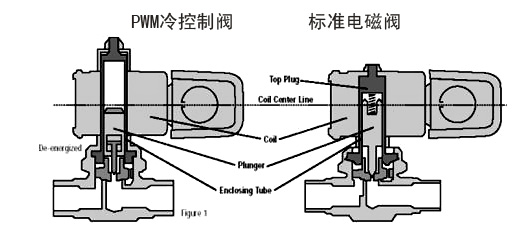 PWM冷控制阀
标准电磁阀
Top Plug
Coil Center Line
Coil
De-energized
Plunger
Enclosing Tube
Figure 1